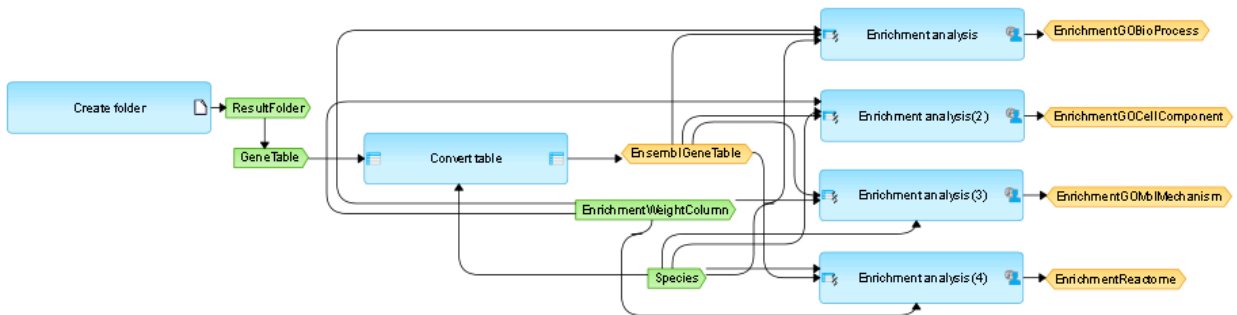 Enrichment analysis
EnrichmentGOBioProcess
Create folder
ResultFolder
Enrichment analysis(2)
EnrichmentGOCellComponent
GeneTable
Convert table
EnsemblGeneTable
Enrichment analysis(3)
EnrichmentGOMolMechanism
EnrichmentWeightColumn
Species
Enrichment analysis(4)
EnrichmentReactome